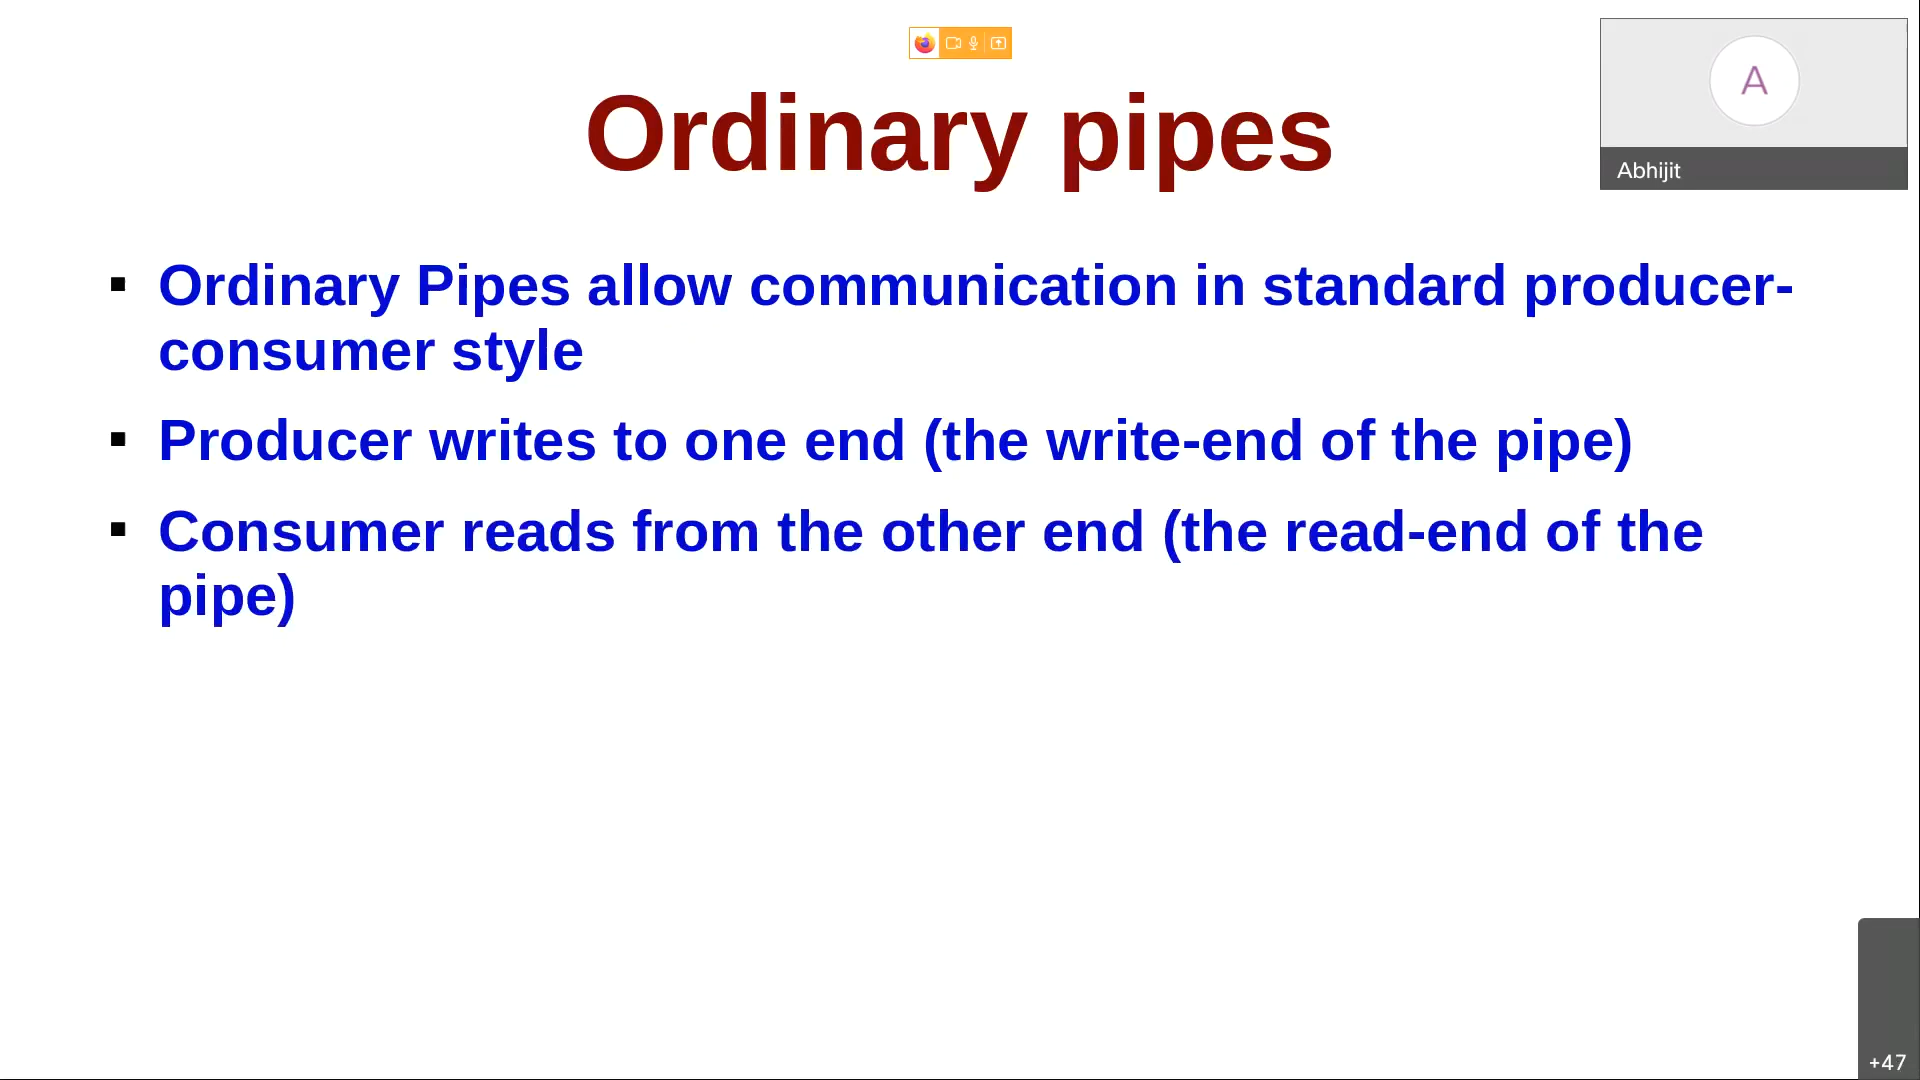 Ordinary pipes
A
Abhijit
Ordinary Pipes allow communication in standard producer-
consumer style
Producer writes to one end (the write-end of the pipe)
Consumer reads from the other end (the read-end of the
pipe)
+47